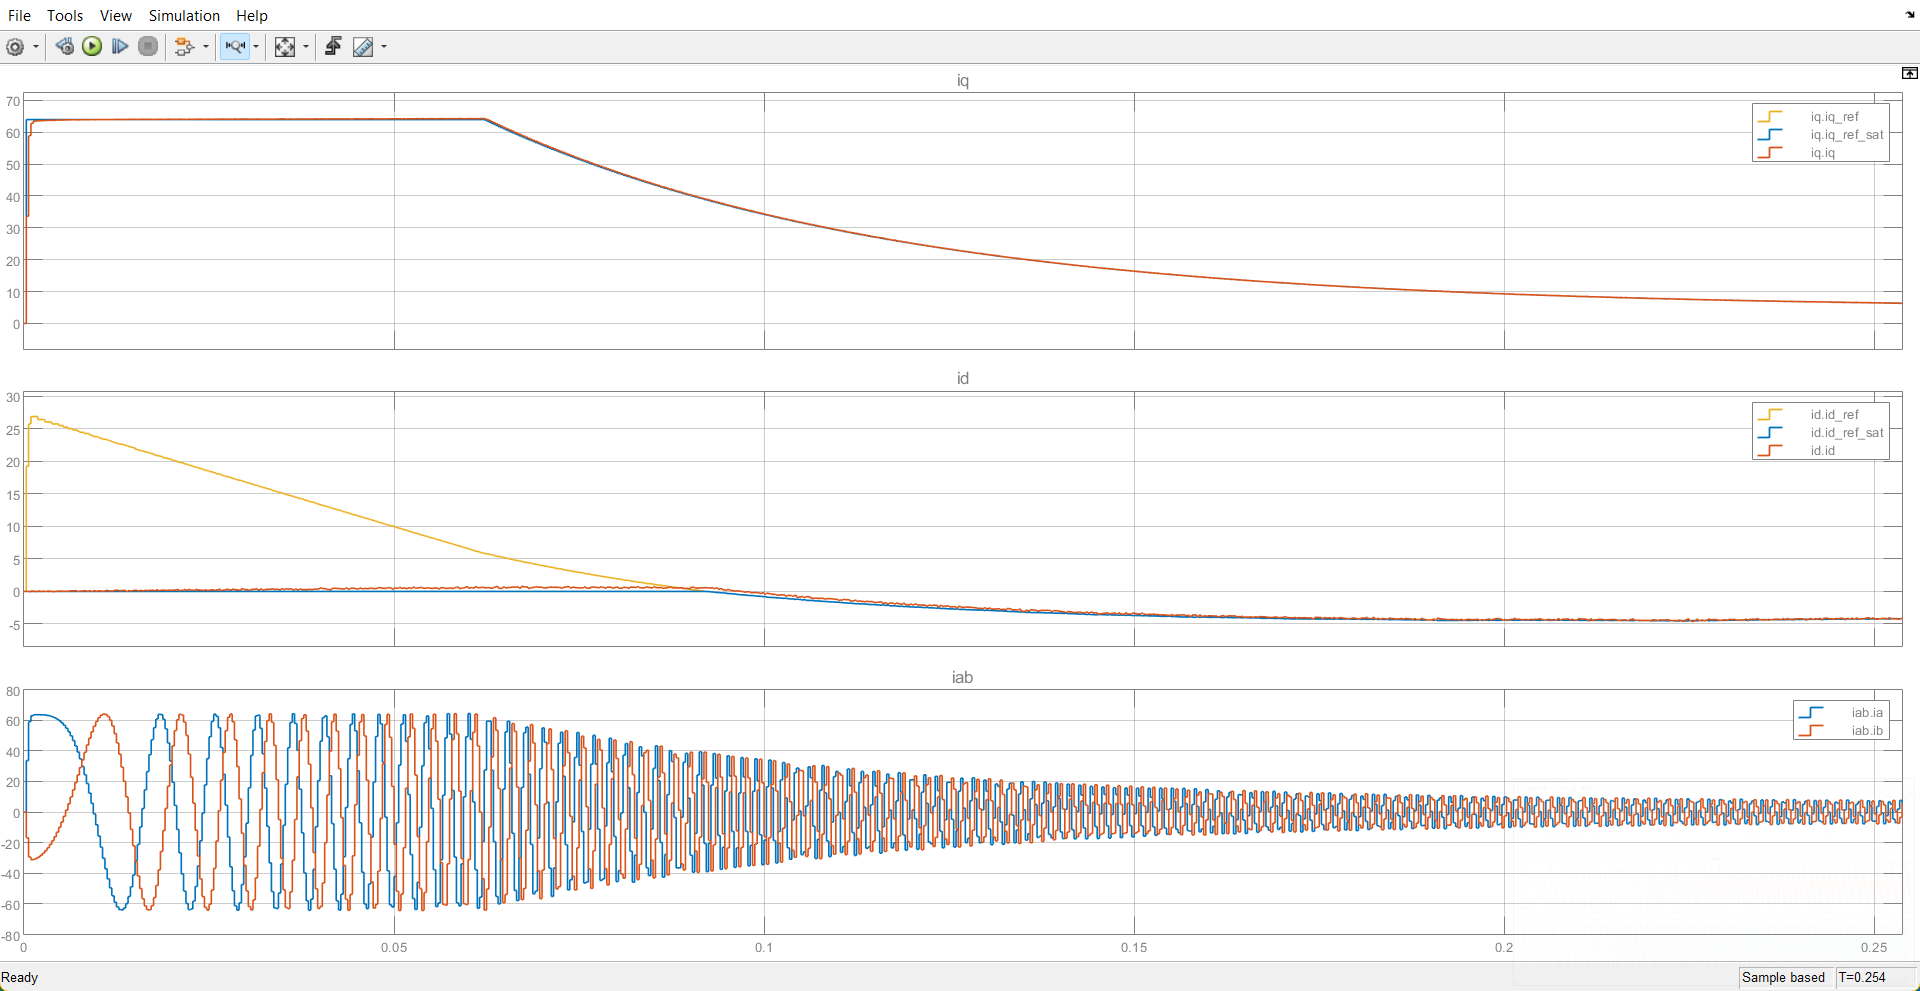 File Tools View Simulation Help
iq
70
60
50
40
30
20
10
0
iq.iq_ref
iq.iq_ref_sat
iq.iq
id
30
25
20
15
10
5
0
-5
id.id_ref
id.id_ref_sat
id.id
iab
80
60
40
20
0
-20
-40
-60
-80
iab.ia
iab.ib
0 0.05 0.1 0.15 0.2 0.25
Ready Sample based T=0.254